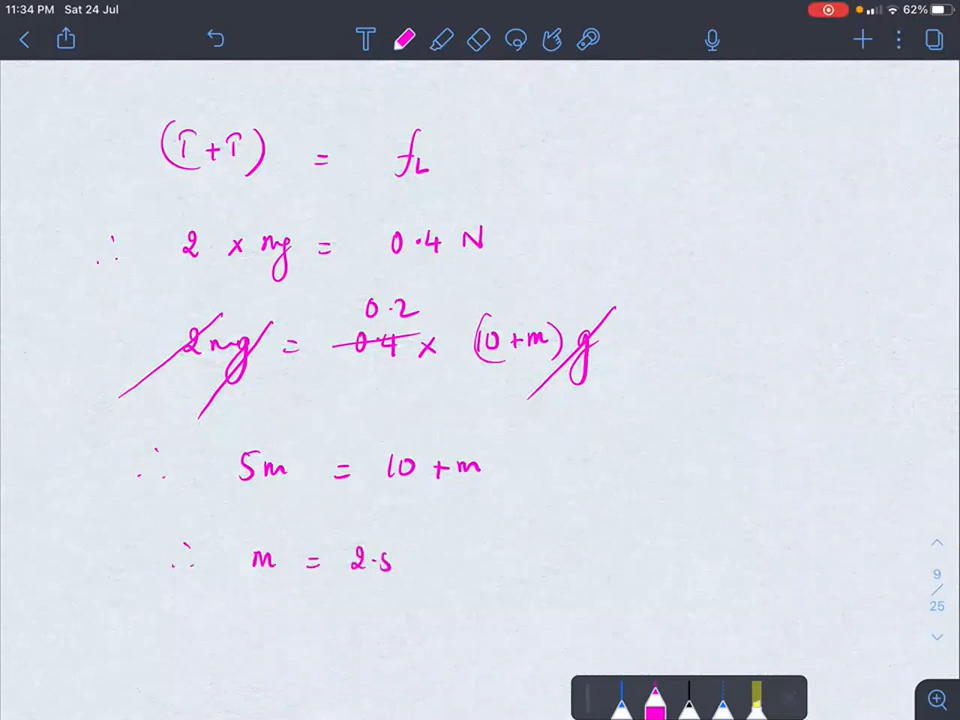 11:34 PM Sat 24 Jul 62%
T
(T+T) = fL
∴ 2 × mg = 0.4 N
0.2
2mg = 0.4 × (10+m) g
∴ 5m = 10 + m
∴ m = 2.5
9
/
25